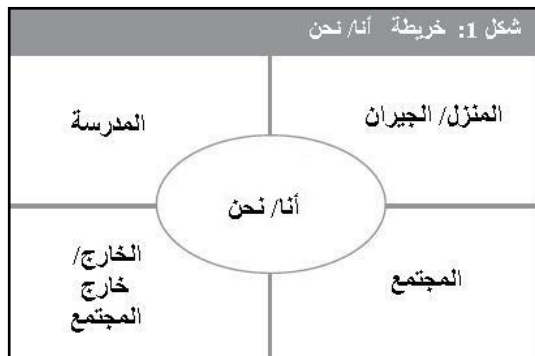 شكل 1: خريطة أنا/ نحن
المنزل/ الجيران
المدرسة
أنا/ نحن
المجتمع
الخارج/
خارج
المجتمع